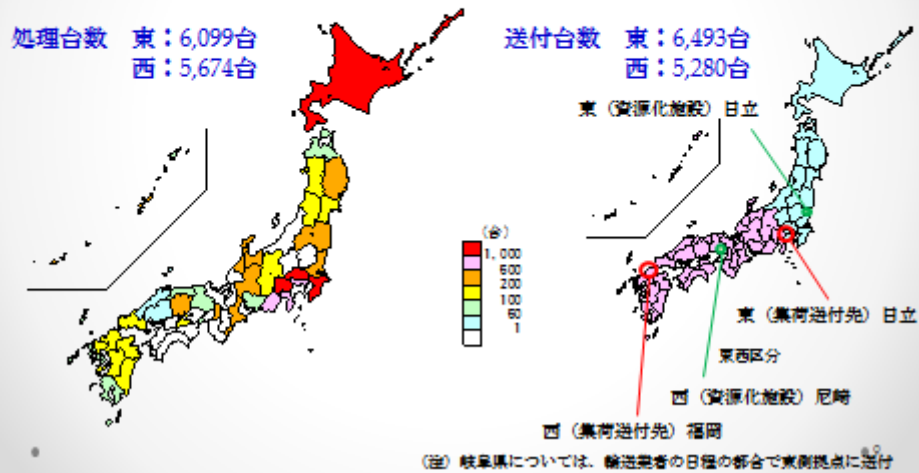 処理台数 東：6,099台
西：5,674台
送付台数 東：6,493台
西：5,280台
東（資源化施設）日立
（台）
1,000
600
200
100
60
1
東（集荷送付先）日立
東西区分
西（資源化施設）尼崎
西（集荷送付先）福岡
（注）岐阜県については、輸送業者の日程の都合で東側拠点に送付
9